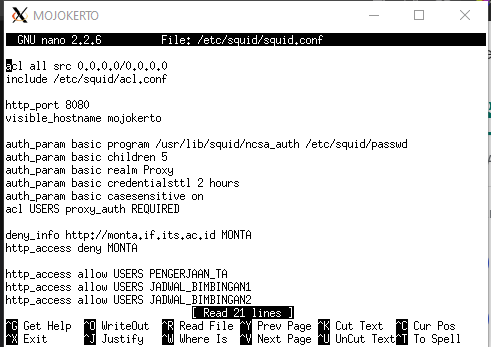 MOJOKERTO
GNU nano 2.2.6 File: /etc/squid/squid.conf
acl all src 0.0.0.0/0.0.0.0
include /etc/squid/acl.conf
http_port 8080
visible_hostname mojokerto
auth_param basic program /usr/lib/squid/ncsa_auth /etc/squid/passwd
auth_param basic children 5
auth_param basic realm Proxy
auth_param basic credentialsttl 2 hours
auth_param basic casesensitive on
acl USERS proxy_auth REQUIRED
deny_info http://monta.if.its.ac.id MONTA
http_access deny MONTA
http_access allow USERS PENGERJAAN_TA
http_access allow USERS JADWAL_BIMBINGAN1
http_access allow USERS JADWAL_BIMBINGAN2
[ Read 21 lines ]
^G Get Help ^O WriteOut ^R Read File ^Y Prev Page ^K Cut Text ^C Cur Pos
^X Exit ^J Justify ^W Where Is ^V Next Page ^U UnCut Text ^T To Spell